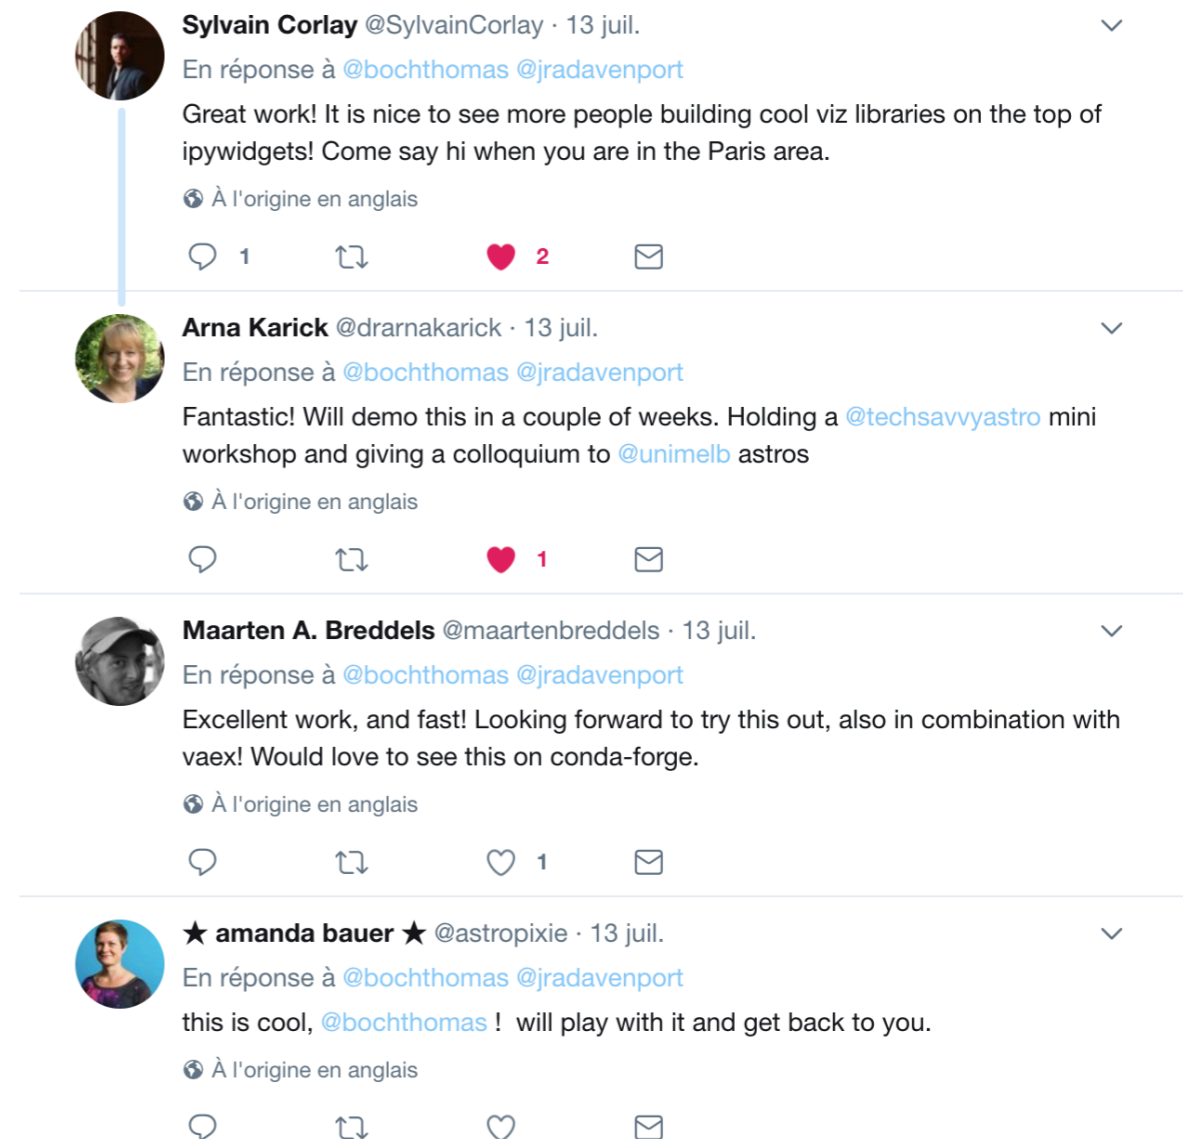 Sylvain Corlay @SylvainCorlay · 13 juil.
En réponse à @bochthomas @jradavenport
Great work! It is nice to see more people building cool viz libraries on the top of
ipywidgets! Come say hi when you are in the Paris area.
À l'origine en anglais
1 2
Arna Karick @drarnakarick · 13 juil.
En réponse à @bochthomas @jradavenport
Fantastic! Will demo this in a couple of weeks. Holding a @techsavvyastro mini
workshop and giving a colloquium to @unimelb astros
À l'origine en anglais
1
Maarten A. Breddels @maartenbreddels · 13 juil.
En réponse à @bochthomas @jradavenport
Excellent work, and fast! Looking forward to try this out, also in combination with
vaex! Would love to see this on conda-forge.
À l'origine en anglais
1
★ amanda bauer ★ @astropixie · 13 juil.
En réponse à @bochthomas @jradavenport
this is cool, @bochthomas ! will play with it and get back to you.
À l'origine en anglais